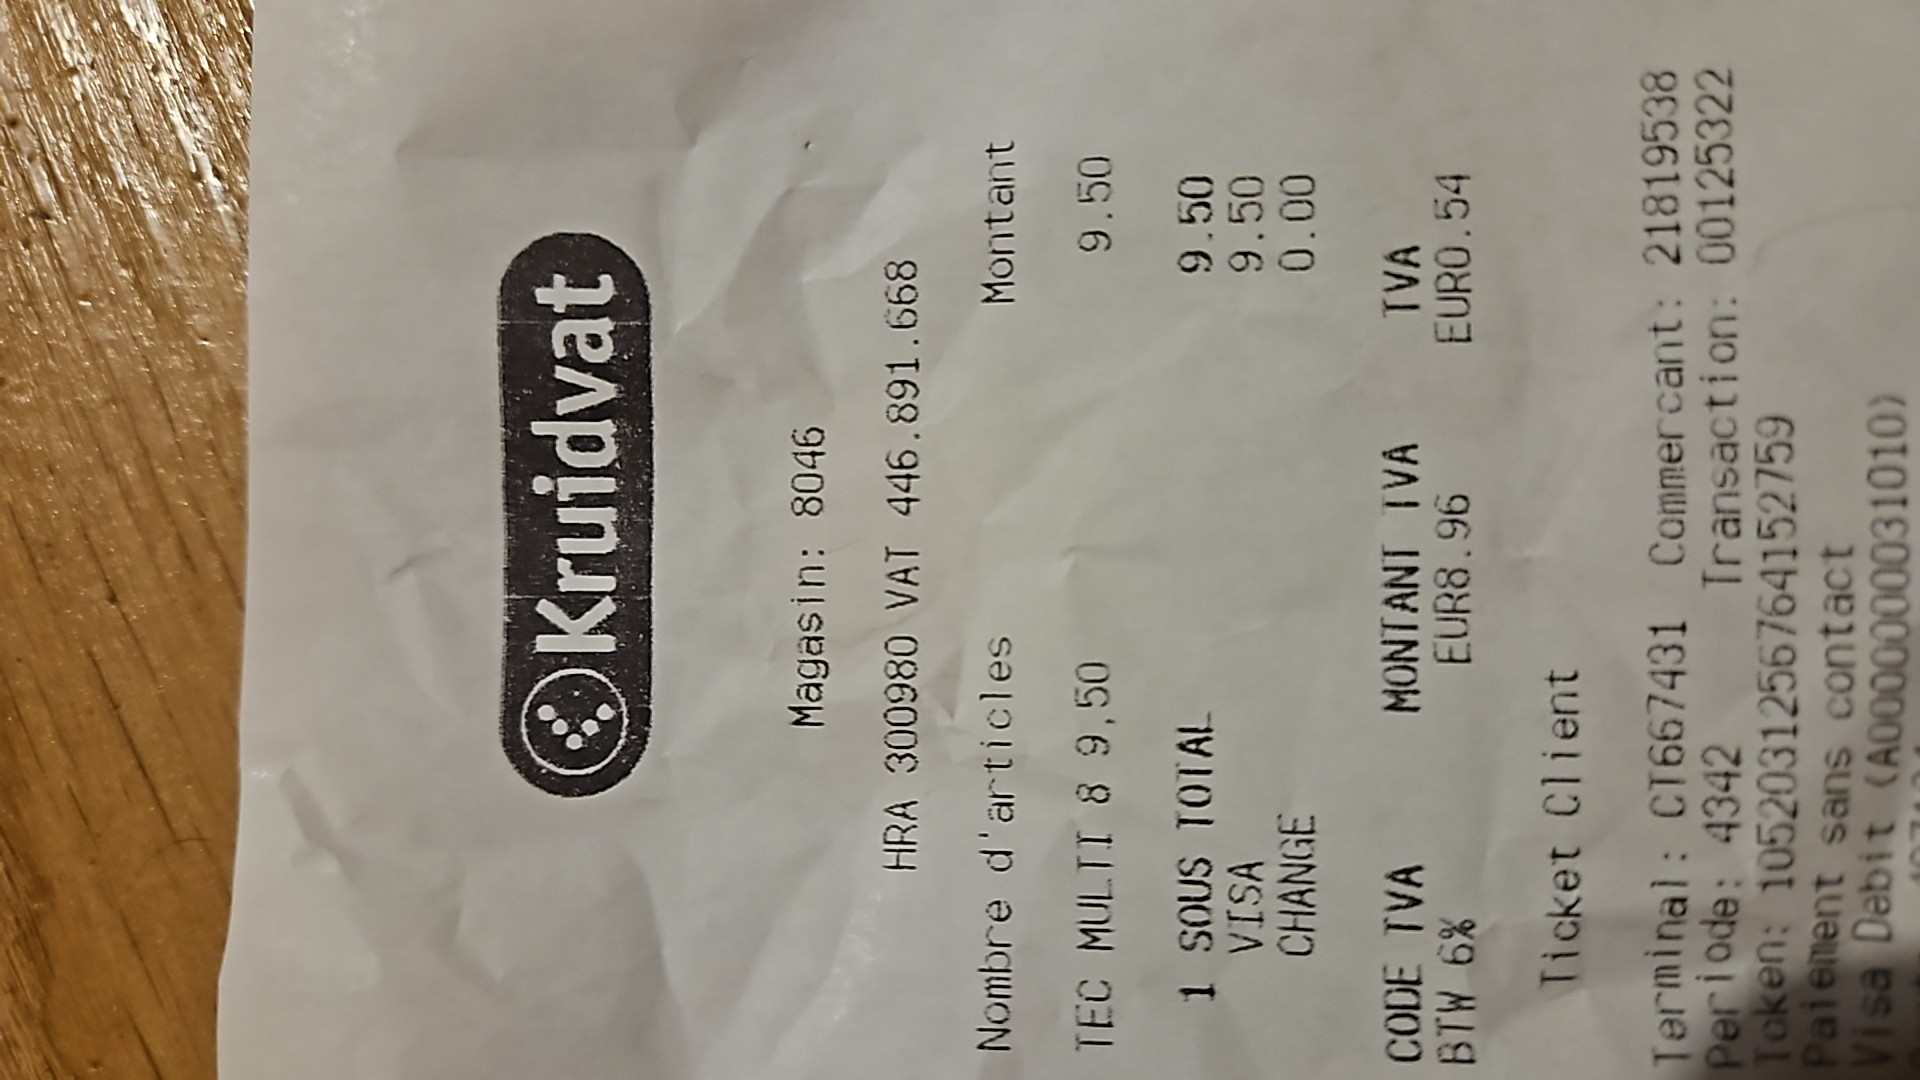 Kruidvat
Magasin: 8046
HRA 300980 VAT 446.891.668
Nombre d'articles Montant
TEC MULTI 8 9,50 9.50
1 SOUS TOTAL 9.50
VISA 9.50
CHANGE 0.00
CODE TVA MONTANT TVA TVA
BTW 6% EUR8.96 EUR0.54
Ticket Client
Terminal: CT667431 Commercant: 218819538
Periode: 4342 Transaction: 00125322
Token: 1052031256764152759
Paiement sans contact
Visa Debit (A0000000031010)